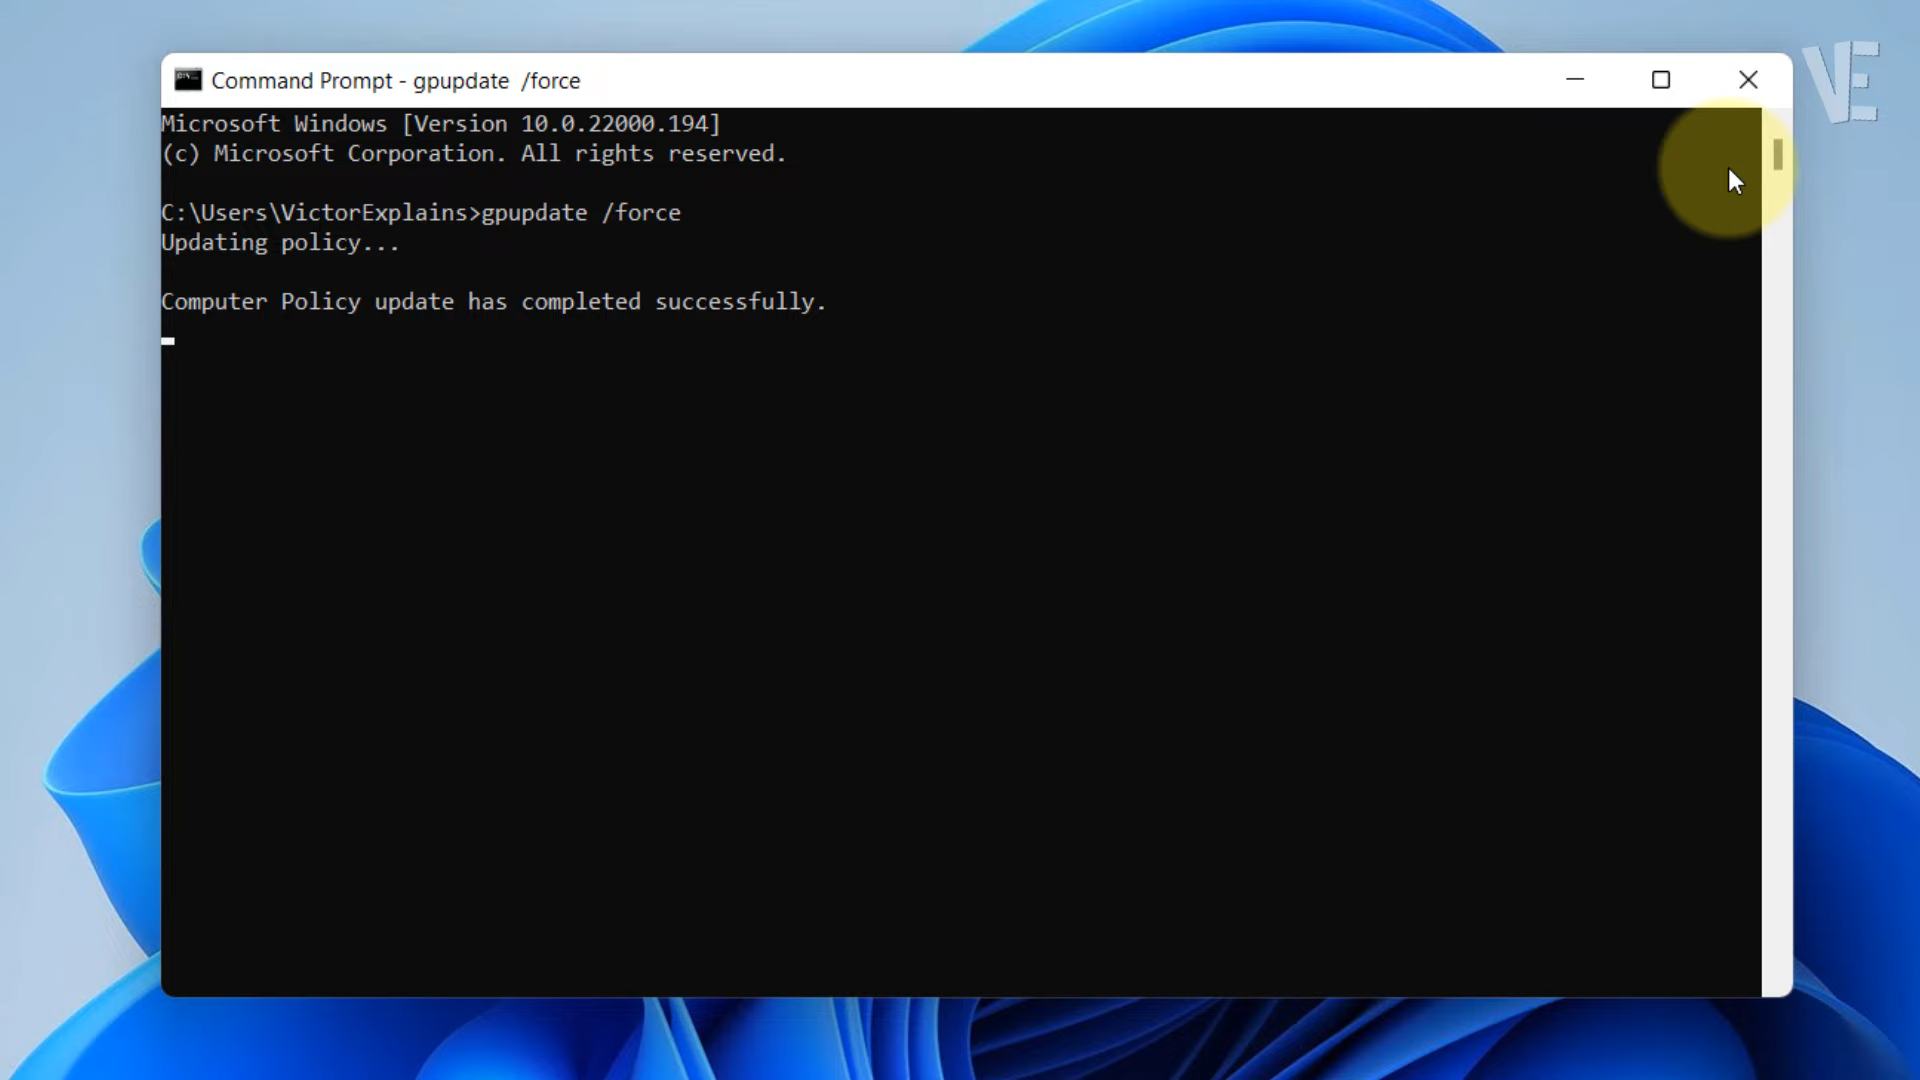 Command Prompt - gpupdate  /force
VE
Microsoft Windows [Version 10.0.22000.194]
(c) Microsoft Corporation. All rights reserved.
C:\Users\VictorExplains>gpupdate /force
Updating policy...
Computer Policy update has completed successfully.